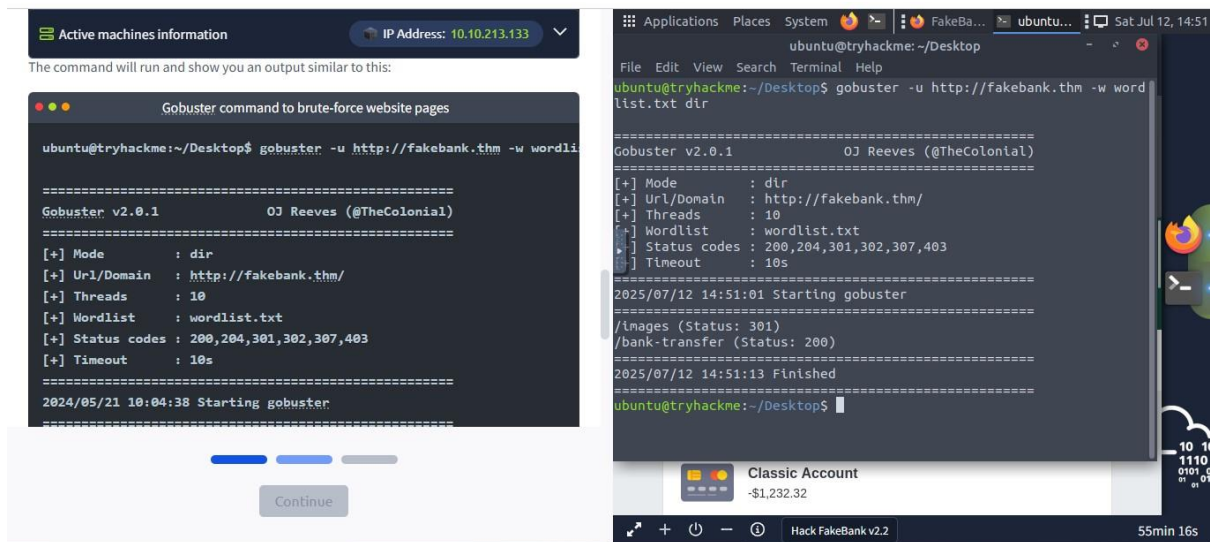 Active machines information
IP Address: 10.10.213.133
The command will run and show you an output similar to this:
Gobuster command to brute-force website pages
ubuntu@tryhackme:~/Desktop$ gobuster -u http://fakebank.thm -w wordli
=====================================================
Gobuster v2.0.1 OJ Reeves (@TheColonial)
=====================================================
[+] Mode : dir
[+] Url/Domain : http://fakebank.thm/
[+] Threads : 10
[+] Wordlist : wordlist.txt
[+] Status codes : 200,204,301,302,307,403
[+] Timeout : 10s
=====================================================
2024/05/21 10:04:38 Starting gobuster
=====================================================
Continue
Applications Places System FakeBa... ubuntu... Sat Jul 12, 14:51
ubuntu@tryhackme: ~/Desktop
File Edit View Search Terminal Help
ubuntu@tryhackme:~/Desktop$ gobuster -u http://fakebank.thm -w word
list.txt dir
=====================================================
Gobuster v2.0.1 OJ Reeves (@TheColonial)
=====================================================
[+] Mode : dir
[+] Url/Domain : http://fakebank.thm/
[+] Threads : 10
[+] Wordlist : wordlist.txt
] Status codes : 200,204,301,302,307,403
] Timeout : 10s
=====================================================
2025/07/12 14:51:01 Starting gobuster
=====================================================
/images (Status: 301)
/bank-transfer (Status: 200)
=====================================================
2025/07/12 14:51:13 Finished
=====================================================
ubuntu@tryhackme:~/Desktop$
Classic Account
-$1,232.32
10
1110
0101
01 01
Hack FakeBank v2.2
55min 16s